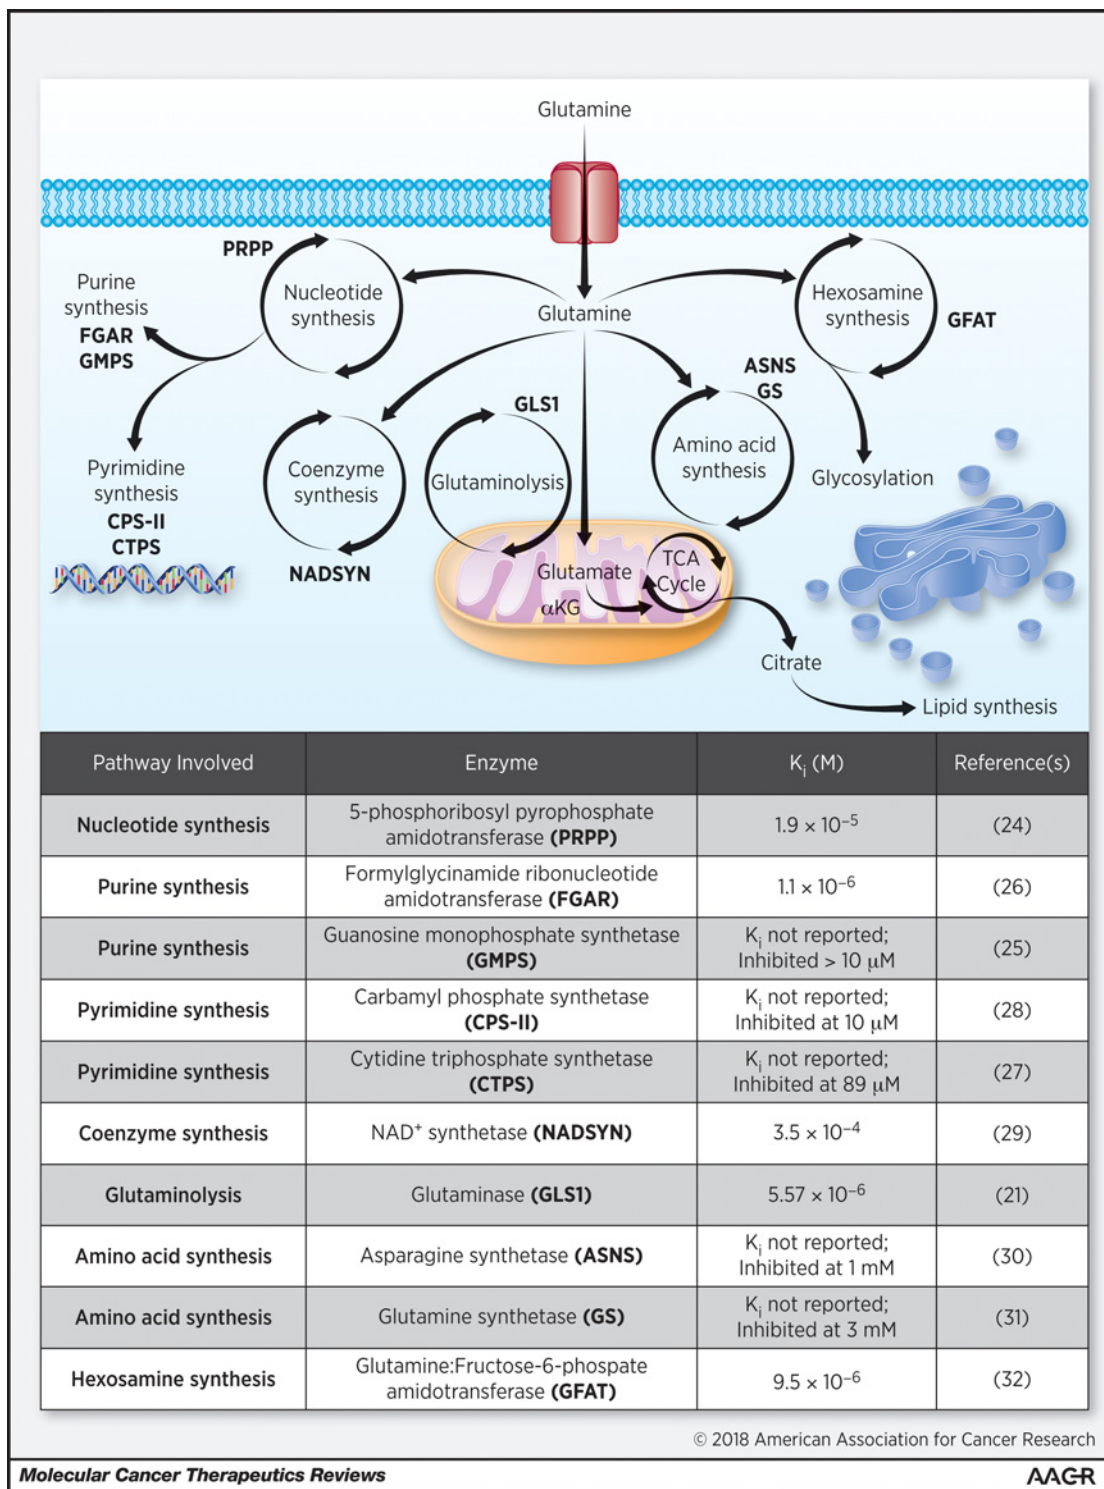 Glutamine
PRPP
Purine
synthesis
FGAR
GMPS
Nucleotide
synthesis
Glutamine
Hexosamine
synthesis
GFAT
ASNS
GS
GLS1
Pyrimidine
synthesis
CPS-II
CTPS
Coenzyme
synthesis
NADSYN
Glutaminolysis
Amino acid
synthesis
Glycosylation
Glutamate
αKG
TCA
Cycle
Citrate
Lipid synthesis
Pathway Involved Enzyme Ki (M) Reference(s)
Nucleotide synthesis 5-phosphoribosyl pyrophosphate
amidotransferase (PRPP) 1.9 × 10–5 (24)
Purine synthesis Formylglycinamide ribonucleotide
amidotransferase (FGAR) 1.1 × 10–6 (26)
Purine synthesis Guanosine monophosphate synthetase
(GMPS) Ki not reported;
Inhibited > 10 μM (25)
Pyrimidine synthesis Carbamyl phosphate synthetase
(CPS-II) Ki not reported;
Inhibited at 10 μM (28)
Pyrimidine synthesis Cytidine triphosphate synthetase
(CTPS) Ki not reported;
Inhibited at 89 μM (27)
Coenzyme synthesis NAD+ synthetase (NADSYN) 3.5 × 10–4 (29)
Glutaminolysis Glutaminase (GLS1) 5.57 × 10–6 (21)
Amino acid synthesis Asparagine synthetase (ASNS) Ki not reported;
Inhibited at 1 mM (30)
Amino acid synthesis Glutamine synthetase (GS) Ki not reported;
Inhibited at 3 mM (31)
Hexosamine synthesis Glutamine:Fructose-6-phospate
amidotransferase (GFAT) 9.5 × 10–6 (32)
© 2018 American Association for Cancer Research
Molecular Cancer Therapeutics Reviews
AACR